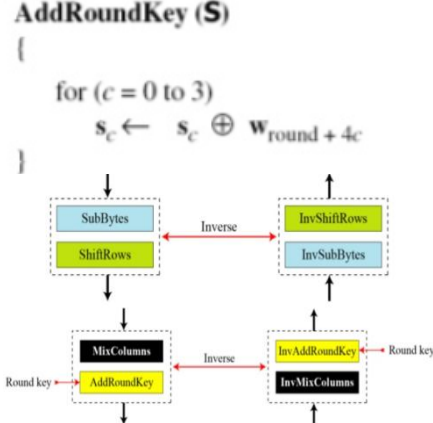 AddRoundKey (S)
{
for (c = 0 to 3)
s_c ← s_c ⊕ w_round + 4c
}
SubBytes
ShiftRows
Inverse
InvShiftRows
InvSubBytes
MixColumns
Round key
AddRoundKey
Inverse
InvAddRoundKey
Round key
InvMixColumns